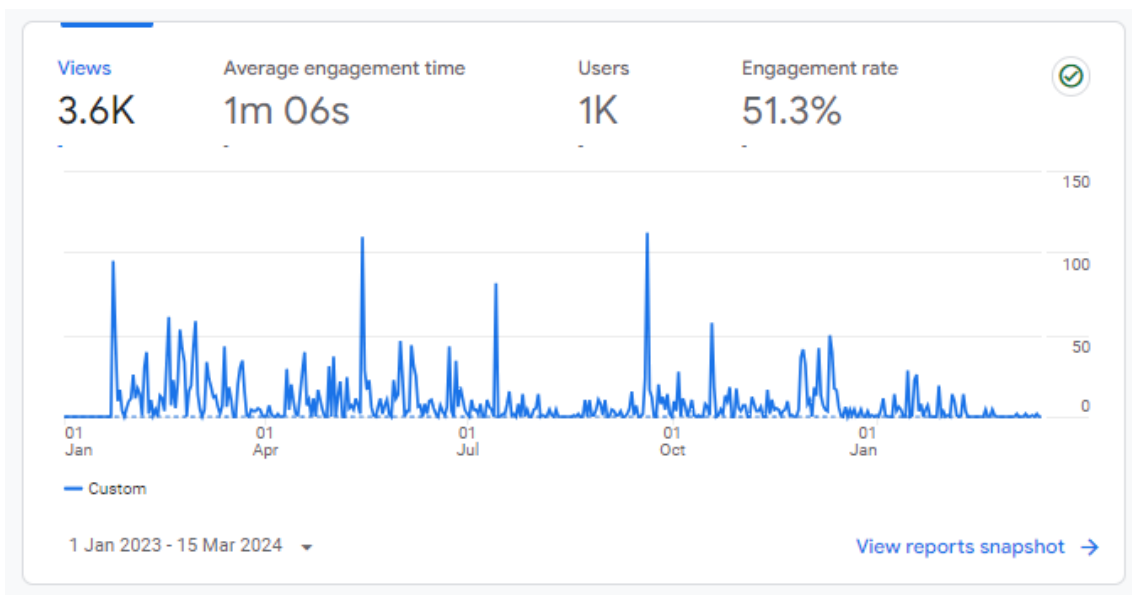 Views Average engagement time Users Engagement rate
3.6K 1m 06s 1K 51.3%
- - - -
150
100
50
0
01 01 01 01 01
Jan Apr Jul Oct Jan
Custom
1 Jan 2023 - 15 Mar 2024
View reports snapshot →